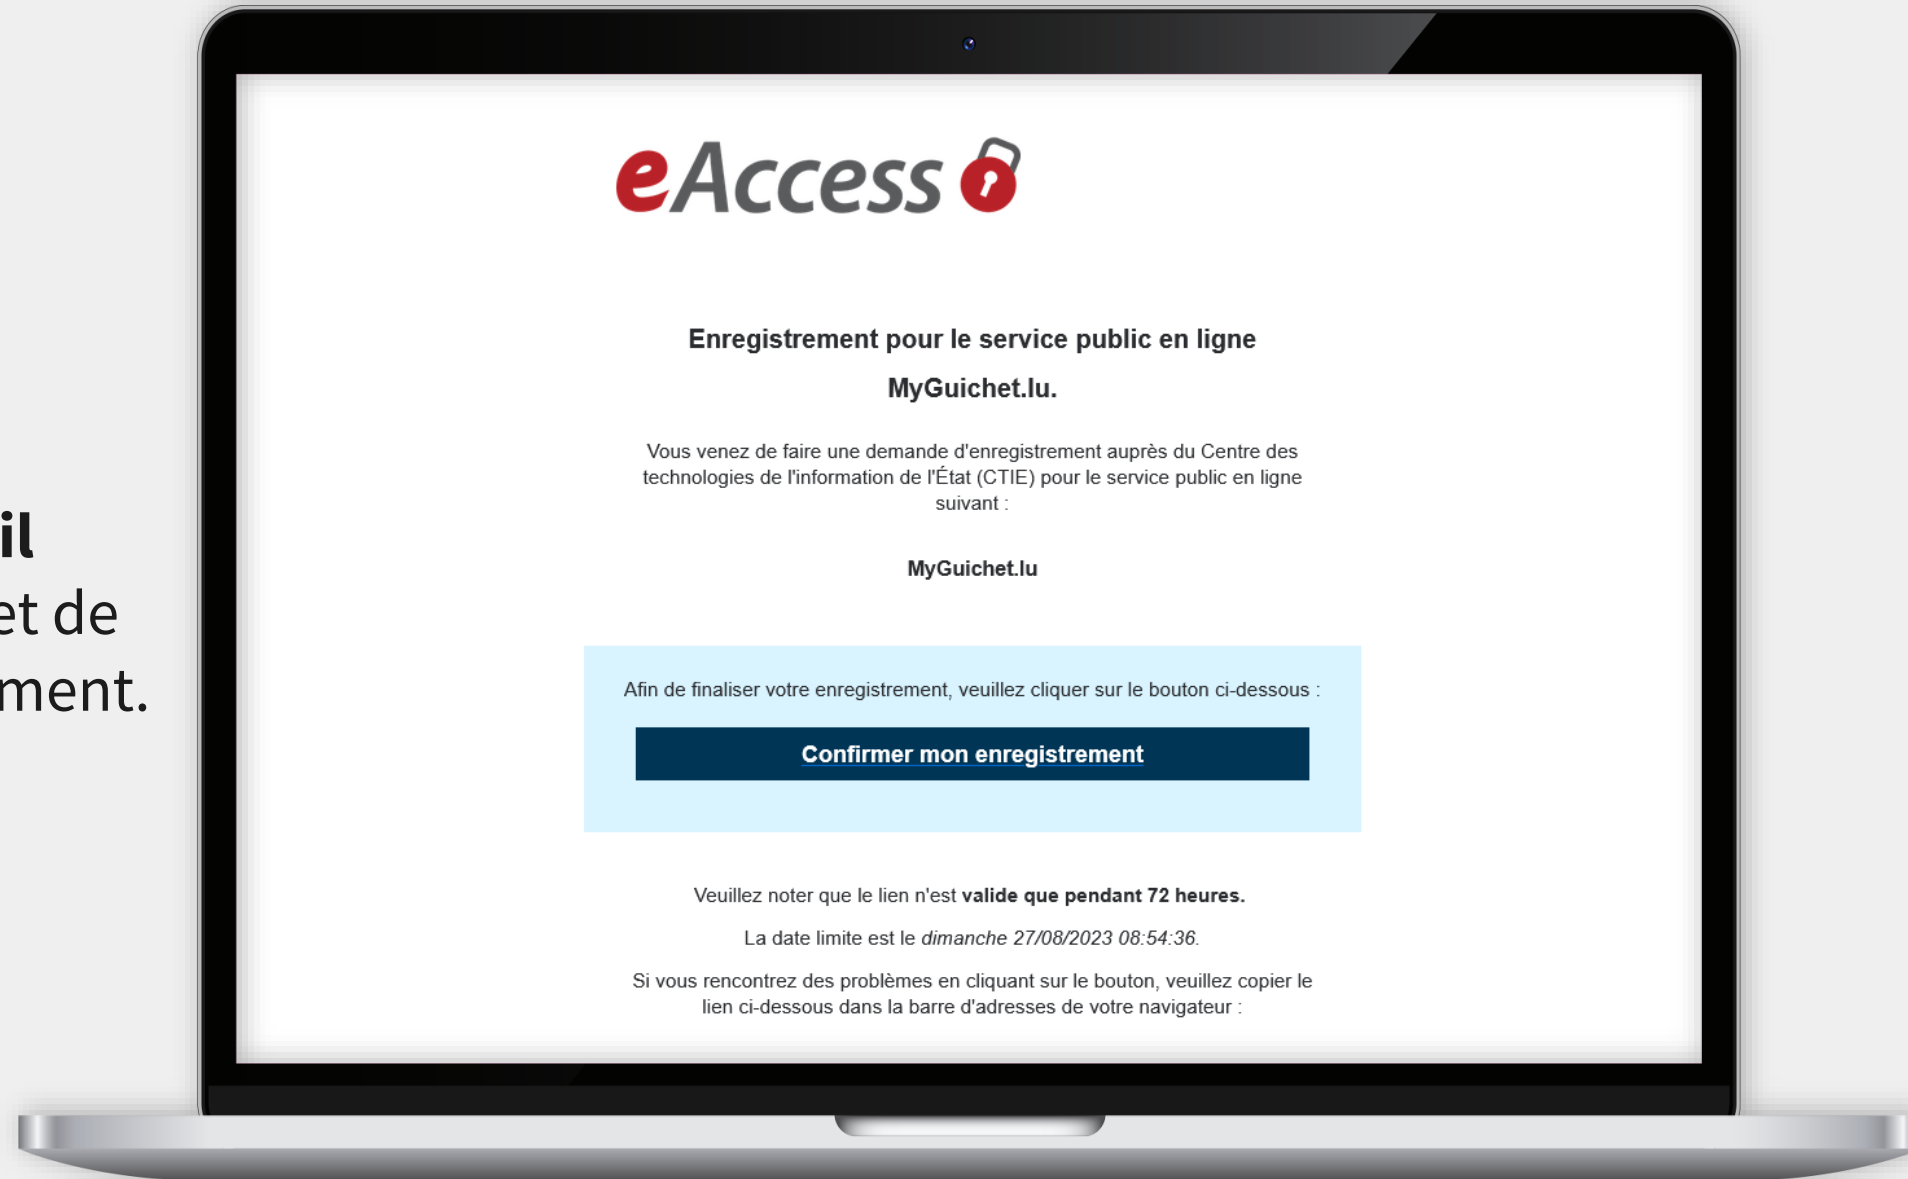 il
et de
ment.
eAccess
Enregistrement pour le service public en ligne
MyGuichet.lu.
Vous venez de faire une demande d'enregistrement auprès du Centre des
technologies de l'information de l'État (CTIE) pour le service public en ligne
suivant :
MyGuichet.lu
Afin de finaliser votre enregistrement, veuillez cliquer sur le bouton ci-dessous :
Confirmer mon enregistrement
Veuillez noter que le lien n'est valide que pendant 72 heures.
La date limite est le dimanche 27/08/2023 08:54:36.
Si vous rencontrez des problèmes en cliquant sur le bouton, veuillez copier le
lien ci-dessous dans la barre d'adresses de votre navigateur :